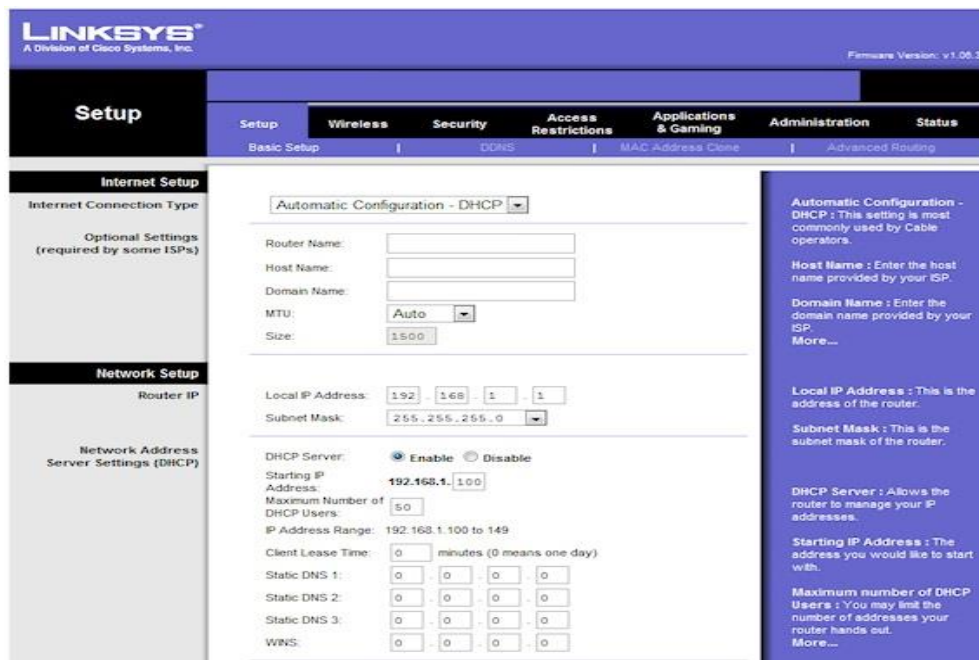 LINKSYS®
A Division of Cisco Systems, Inc.
Firmware Version: v1.06.3
Setup
Setup Wireless Security Access Restrictions Applications & Gaming Administration Status
Basic Setup | DDNS | MAC Address Clone | Advanced Routing
Internet Setup
Internet Connection Type
Automatic Configuration - DHCP
Optional Settings
(required by some ISPs)
Router Name:
Host Name:
Domain Name:
MTU: Auto
Size: 1500
Network Setup
Router IP
Local IP Address: 192 . 168 . 1 . 1
Subnet Mask: 255.255.255.0
Network Address
Server Settings (DHCP)
DHCP Server: Enable Disable
Starting IP
Address: 192.168.1. 100
Maximum Number of
DHCP Users: 50
IP Address Range: 192.168.1.100 to 149
Client Lease Time: 0 minutes (0 means one day)
Static DNS 1: 0 . 0 . 0 . 0
Static DNS 2: 0 . 0 . 0 . 0
Static DNS 3: 0 . 0 . 0 . 0
WINS: 0 . 0 . 0 . 0
Automatic Configuration -
DHCP : This setting is most
commonly used by Cable
operators.
Host Name : Enter the host
name provided by your ISP.
Domain Name : Enter the
domain name provided by your
ISP.
More...
Local IP Address : This is the
address of the router.
Subnet Mask : This is the
subnet mask of the router.
DHCP Server : Allows the
router to manage your IP
addresses.
Starting IP Address : The
address you would like to start
with.
Maximum number of DHCP
Users : You may limit the
number of addresses your
router hands out.
More...